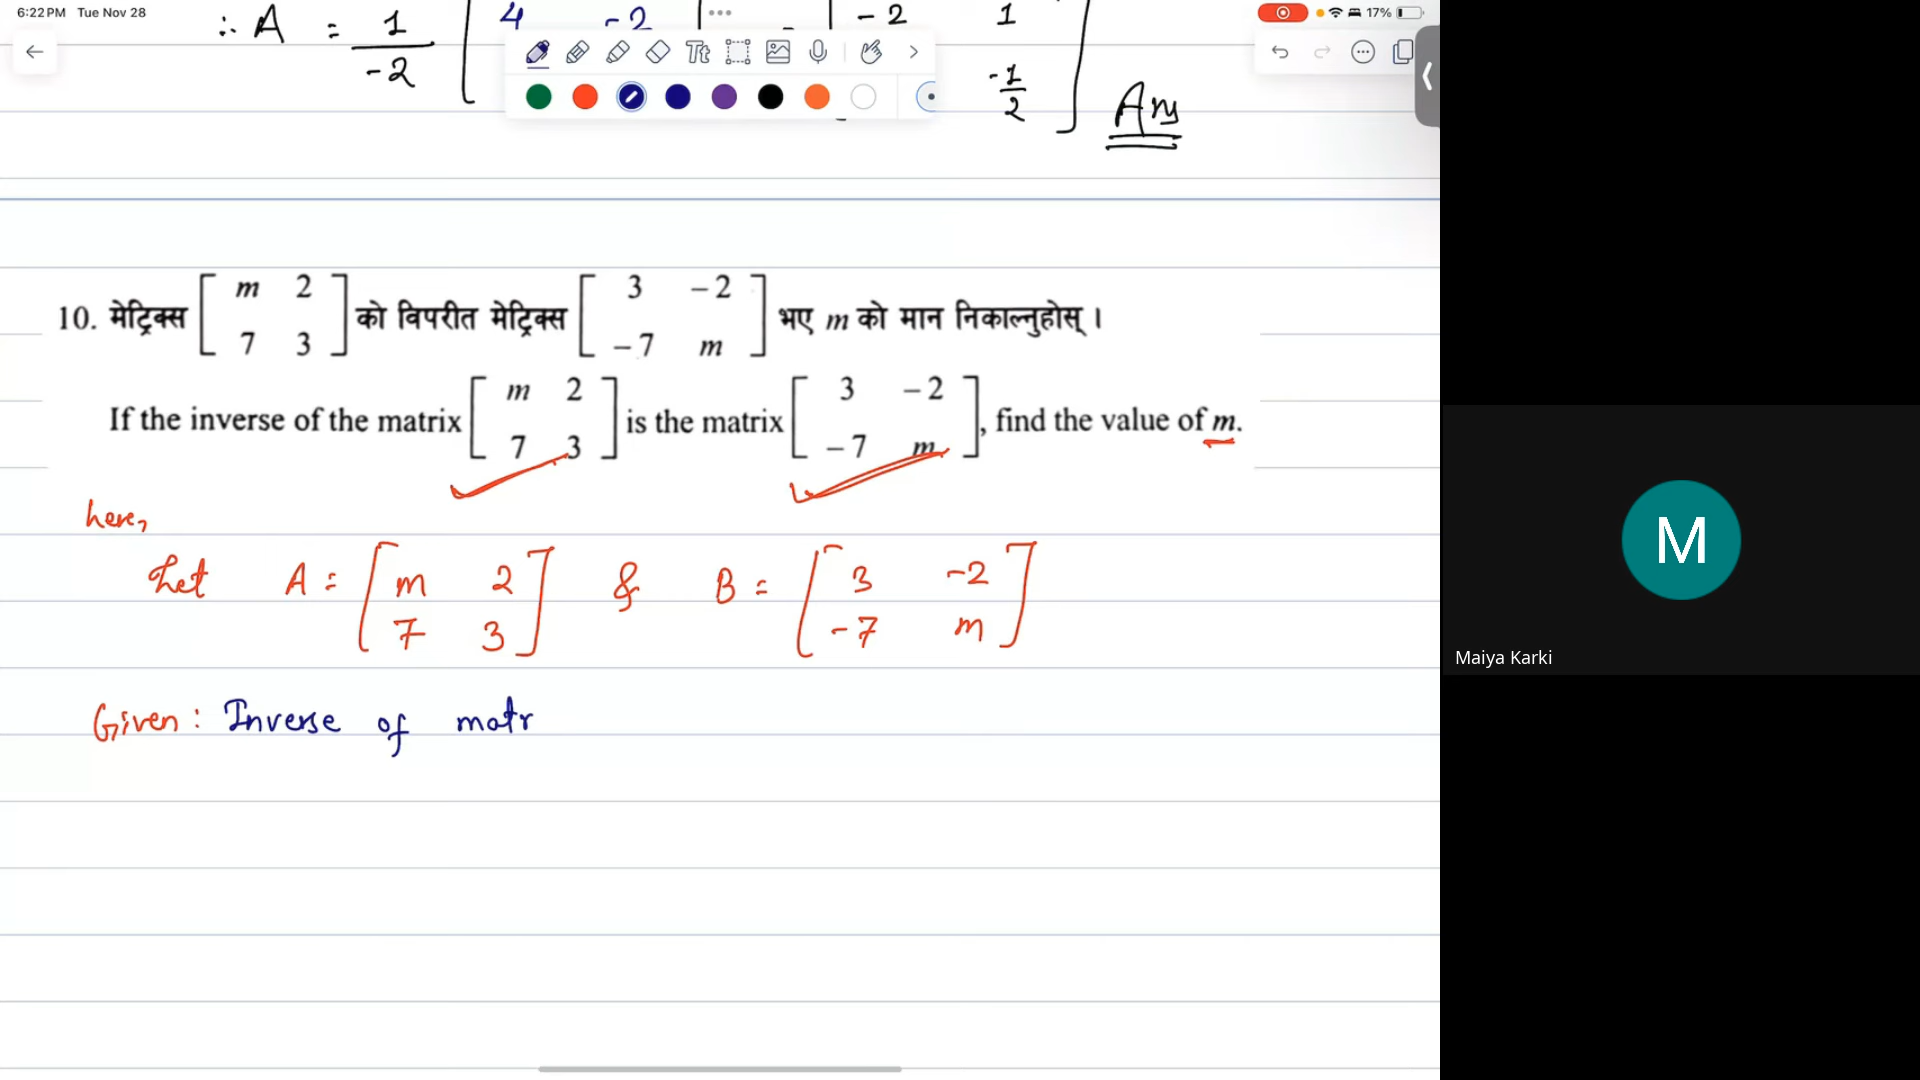 6:22 PM Tue Nov 28
17%
∴ A = 1/-2 [ 4 -2
-2 1
-1/2 ] Ans
Tt
10. मेट्रिक्स [ m 2 ; 7 3 ] को विपरीत मेट्रिक्स [ 3 -2 ; -7 m ] भए m को मान निकाल्नुहोस् ।
If the inverse of the matrix [ m 2 ; 7 3 ] is the matrix [ 3 -2 ; -7 m ], find the value of m.
here,
Let A = [ m 2 ; 7 3 ] & B = [ 3 -2 ; -7 m ]
Given: Inverse of matr
M
Maiya Karki